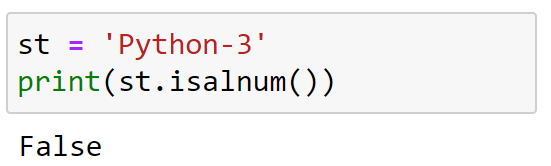 st = 'Python-3'
print(st.isalnum())
False